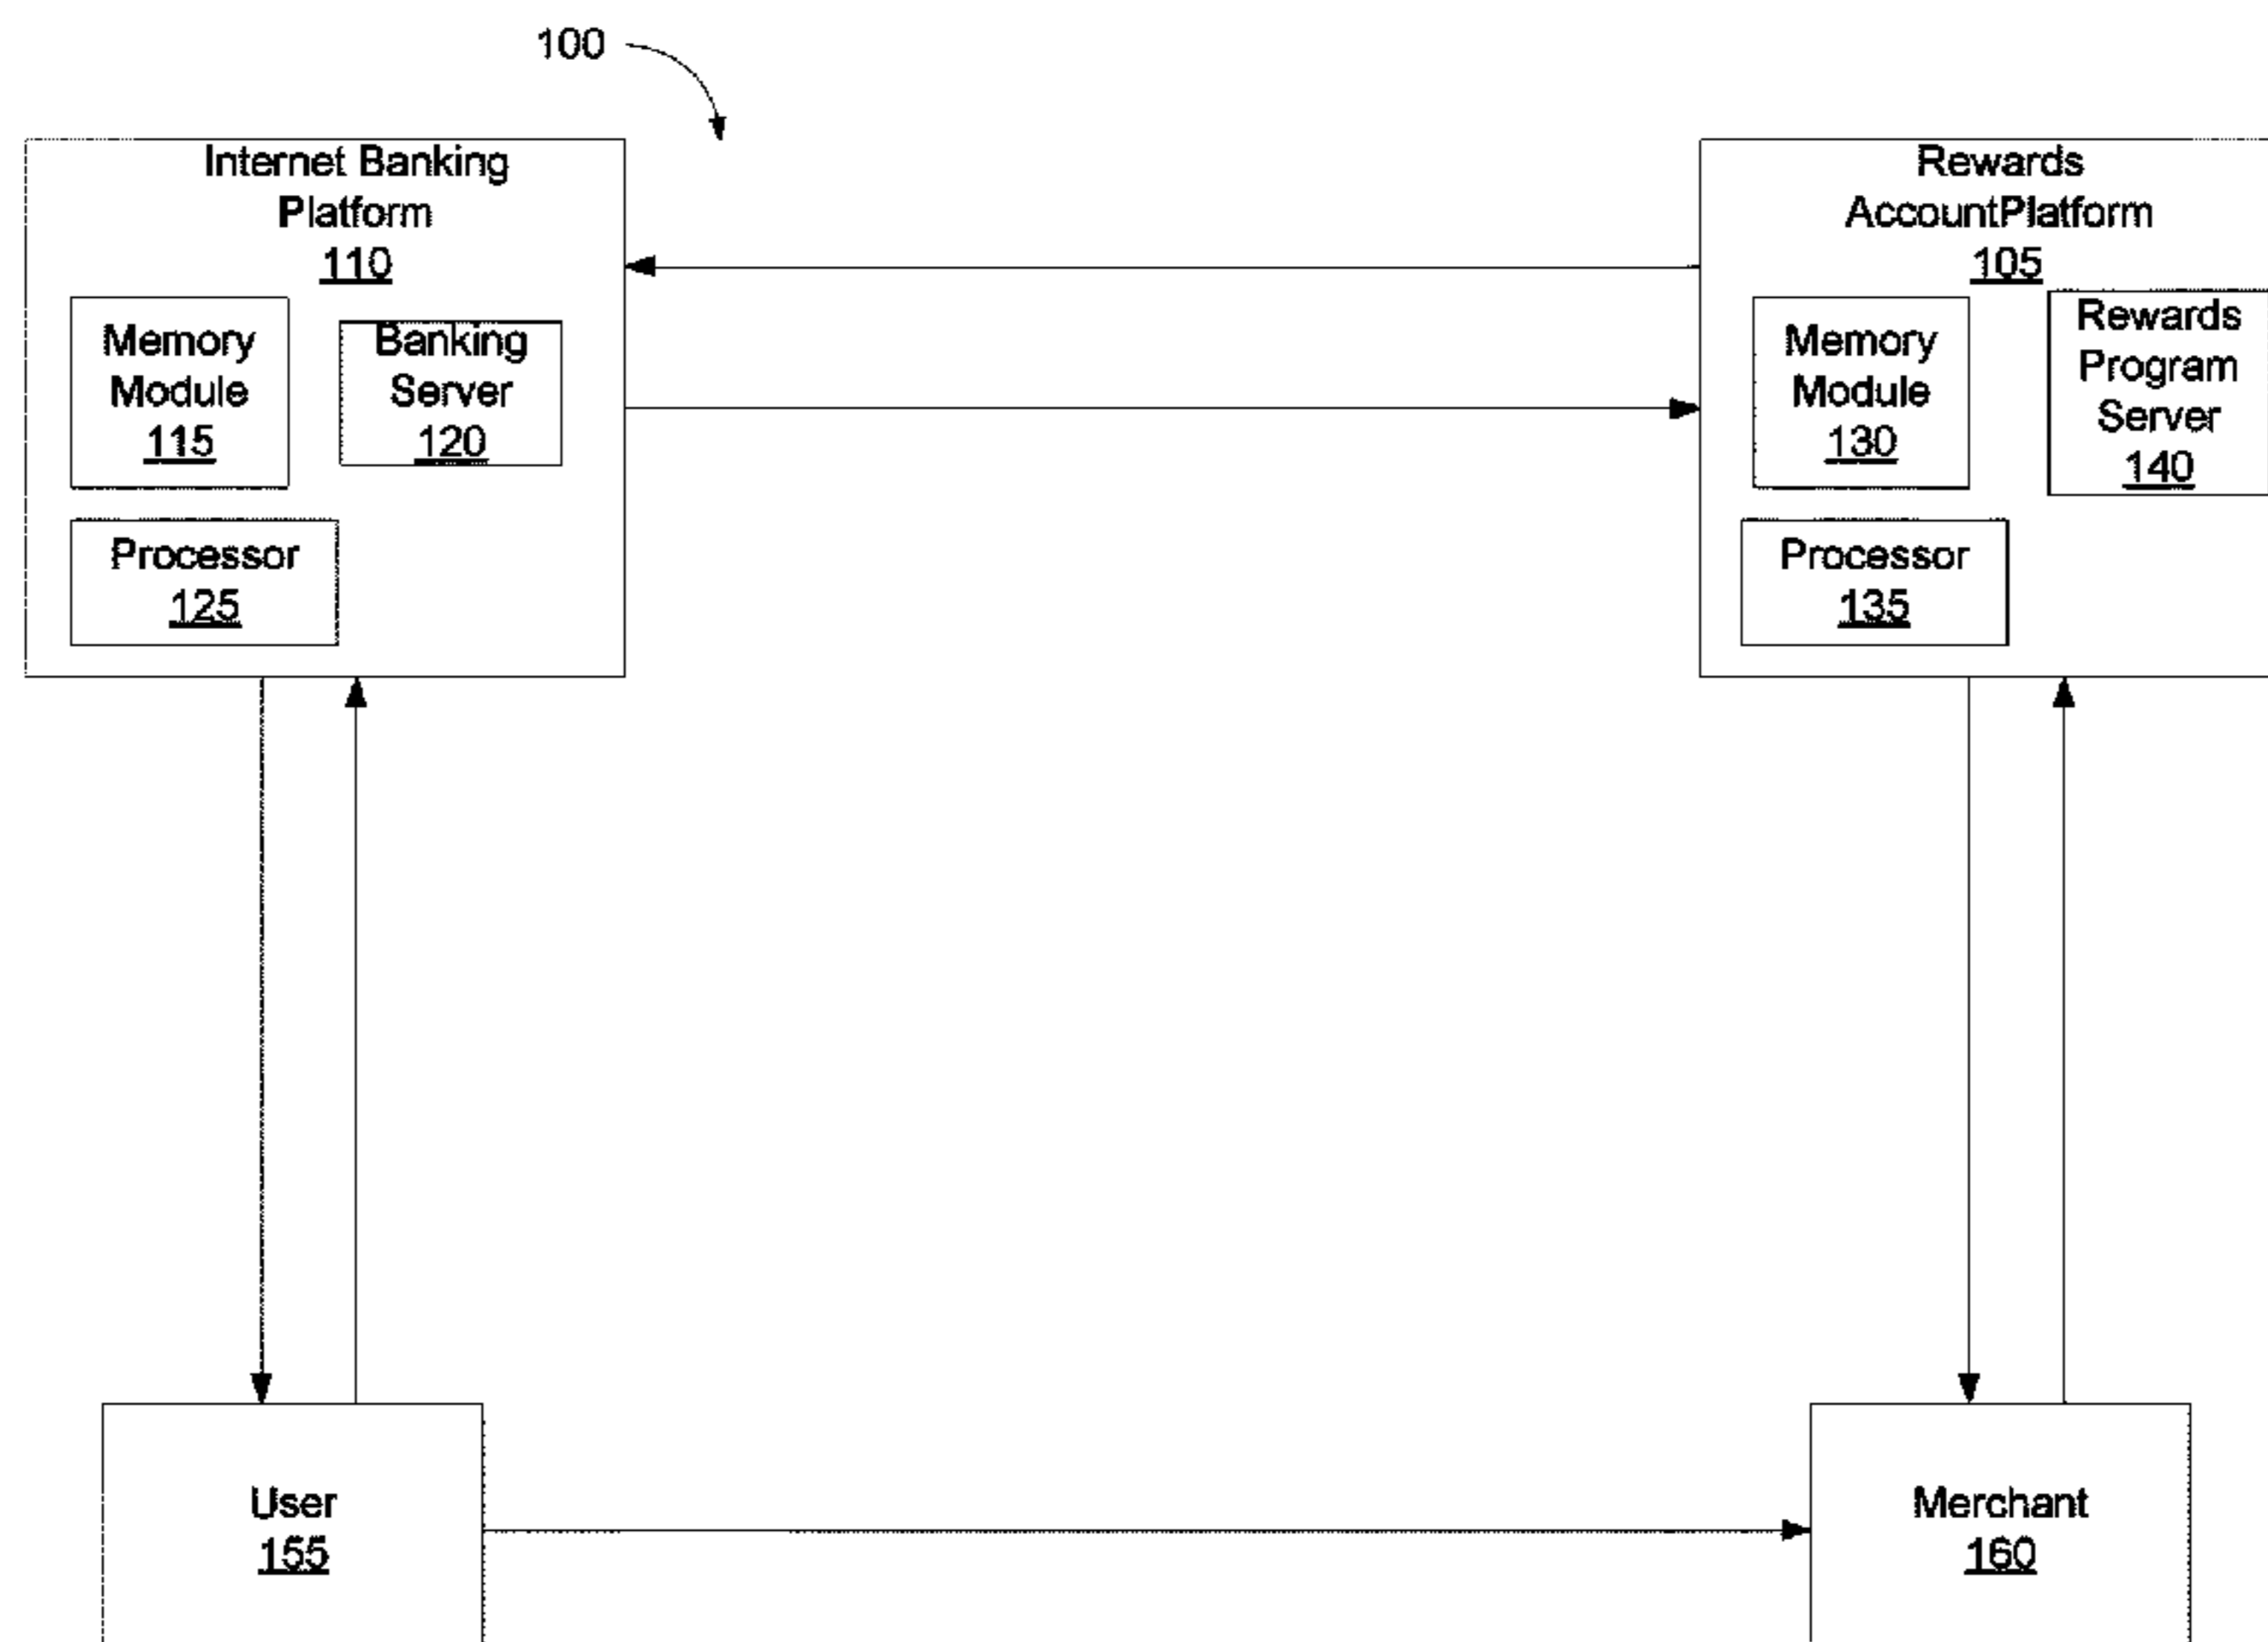 100
Internet Banking
Platform
110
Memory
Module
115
Banking
Server
120
Processor
125
Rewards
AccountPlatform
105
Memory
Module
130
Rewards
Program
Server
140
Processor
135
User
155
Merchant
160